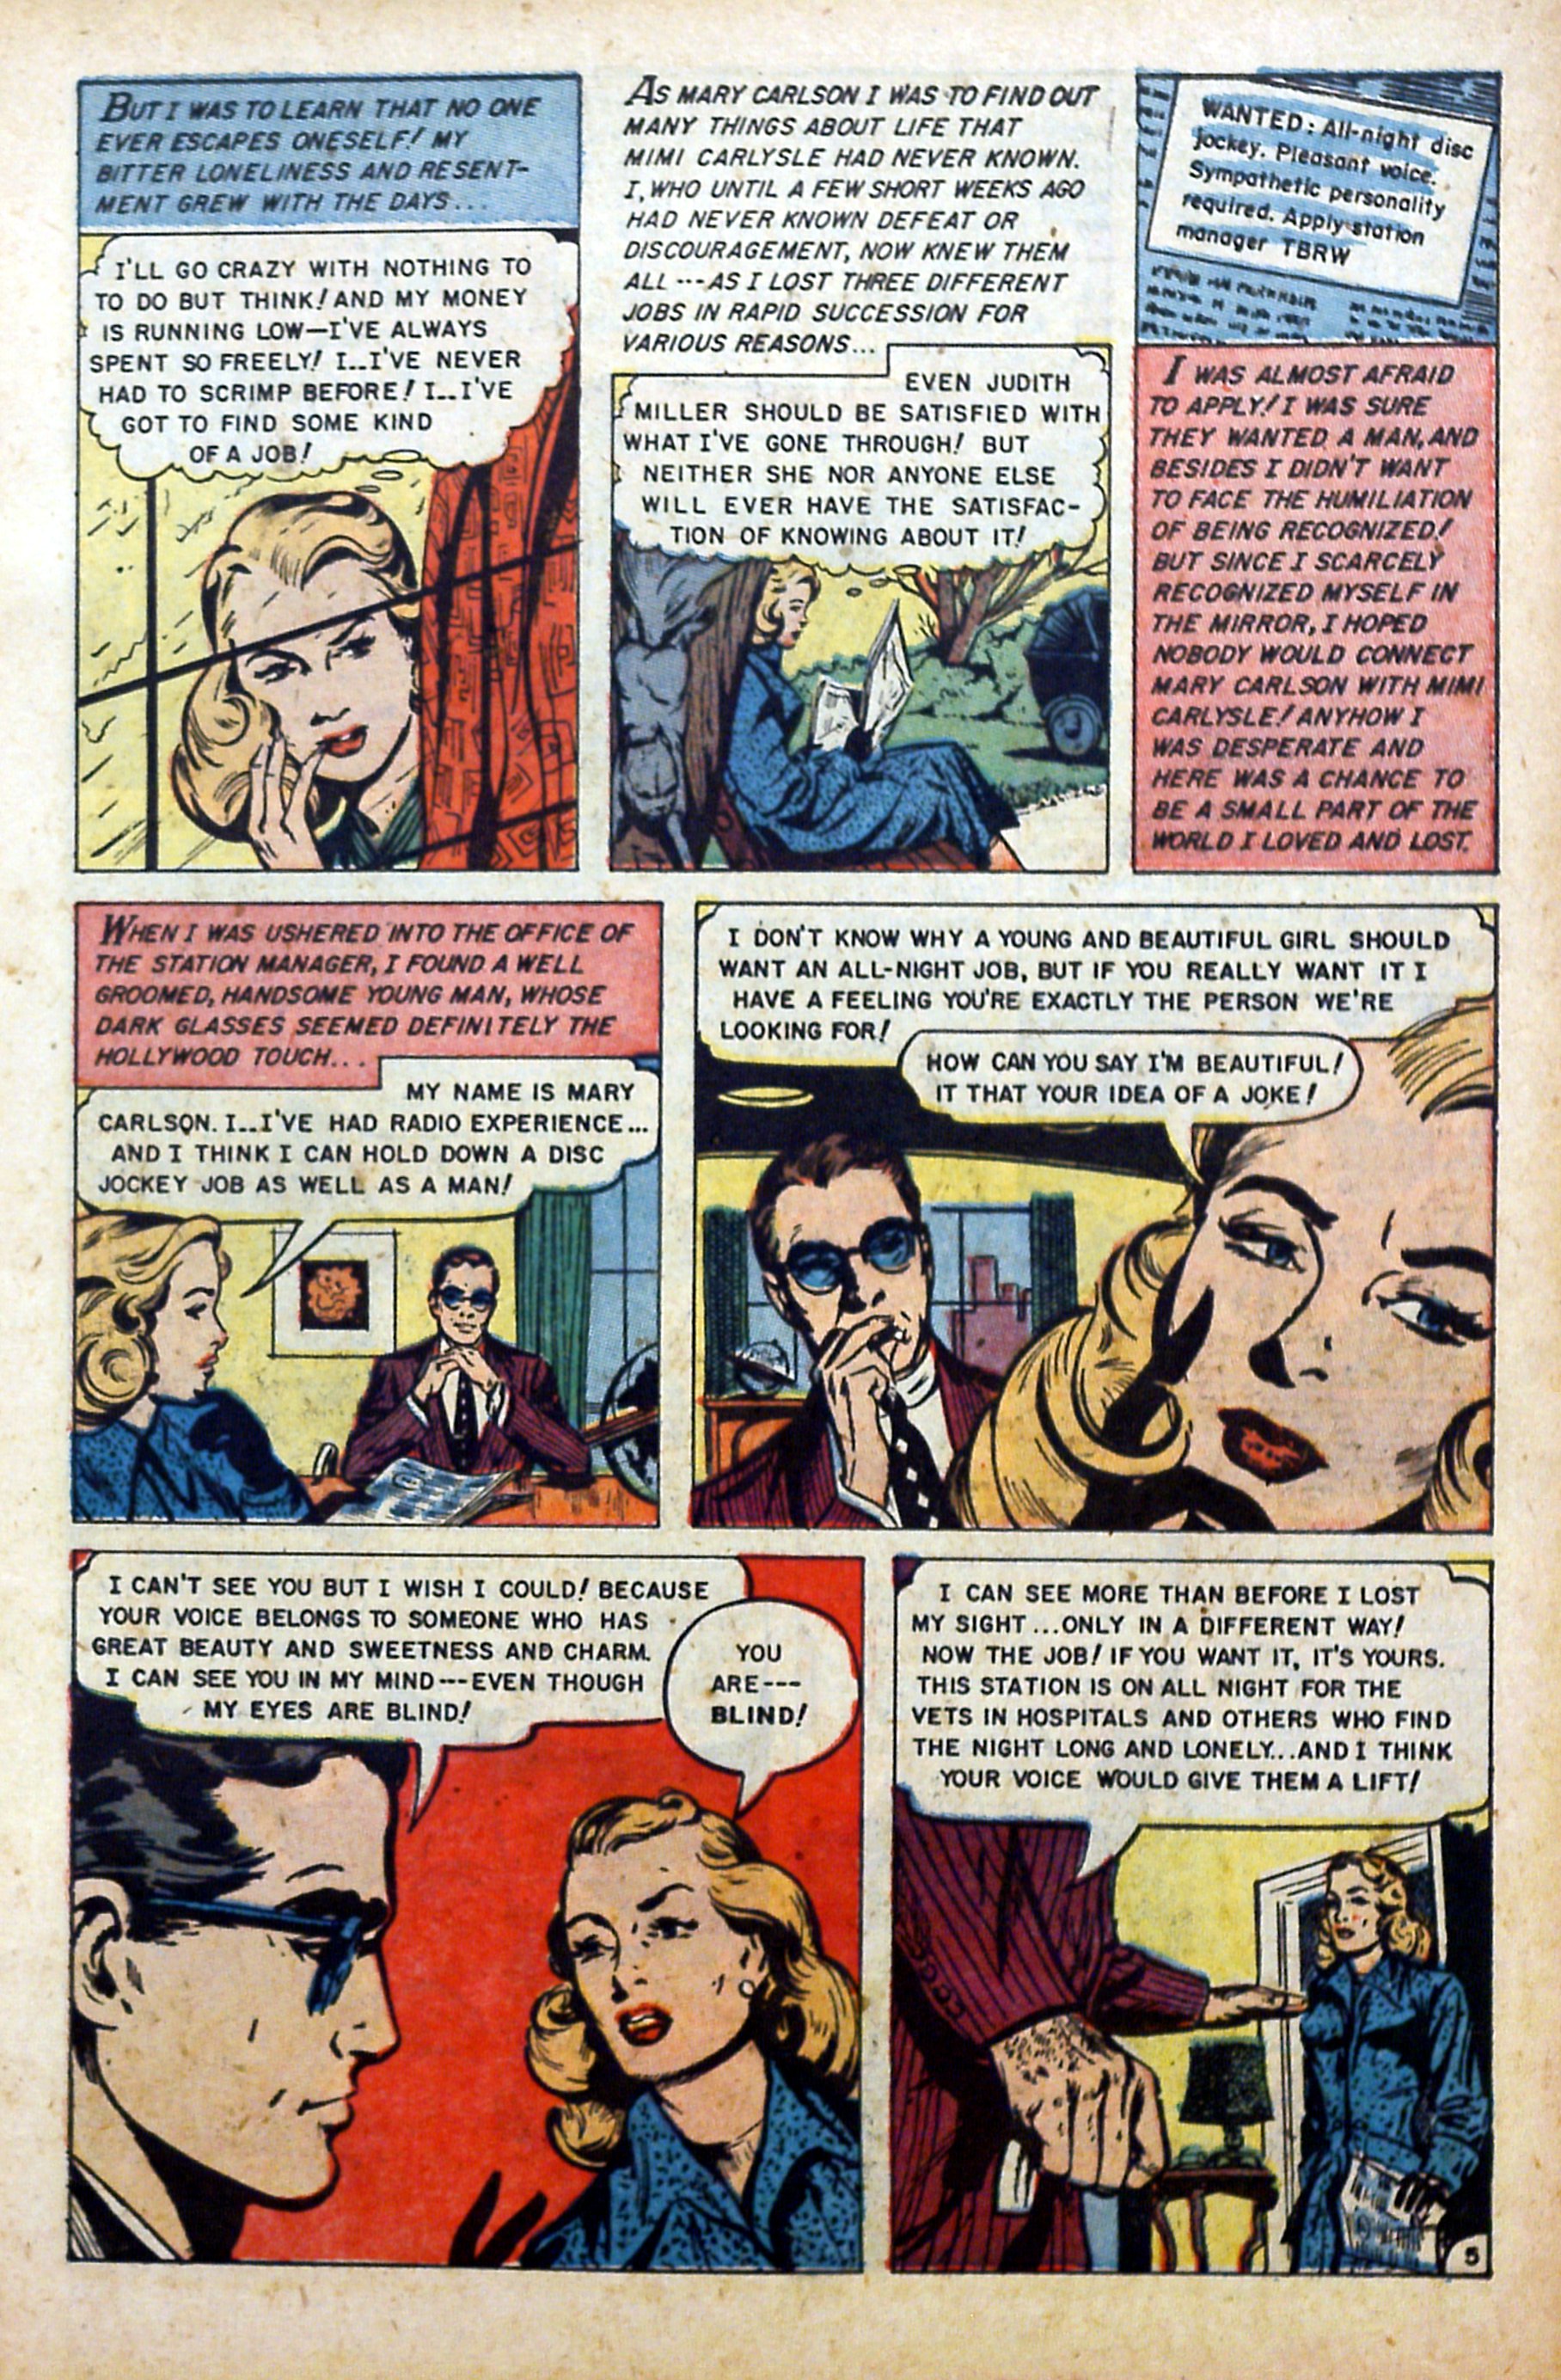 BUT I WAS TO LEARN THAT NO ONE
EVER ESCAPES ONESELF! MY
BITTER LONELINESS AND RESENT-
MENT GREW WITH THE DAYS...
I'LL GO CRAZY WITH NOTHING TO
TO DO BUT THINK! AND MY MONEY
IS RUNNING LOW—I'VE ALWAYS
SPENT SO FREELY! I..I'VE NEVER
HAD TO SCRIMP BEFORE! I..I'VE
GOT TO FIND SOME KIND
OF A JOB!
AS MARY CARLSON I WAS TO FIND OUT
MANY THINGS ABOUT LIFE THAT
MIMI CARLYSLE HAD NEVER KNOWN.
I, WHO UNTIL A FEW SHORT WEEKS AGO
HAD NEVER KNOWN DEFEAT OR
DISCOURAGEMENT, NOW KNEW THEM
ALL ---AS I LOST THREE DIFFERENT
JOBS IN RAPID SUCCESSION FOR
VARIOUS REASONS...
EVEN JUDITH
MILLER SHOULD BE SATISFIED WITH
WHAT I'VE GONE THROUGH! BUT
NEITHER SHE NOR ANYONE ELSE
WILL EVER HAVE THE SATISFAC-
TION OF KNOWING ABOUT IT!
WANTED: All-night disc
jockey. Pleasant voice.
Sympathetic personality
required. Apply station
manager TBRW
I WAS ALMOST AFRAID
TO APPLY! I WAS SURE
THEY WANTED A MAN, AND
BESIDES I DIDN'T WANT
TO FACE THE HUMILIATION
OF BEING RECOGNIZED!
BUT SINCE I SCARCELY
RECOGNIZED MYSELF IN
THE MIRROR, I HOPED
NOBODY WOULD CONNECT
MARY CARLSON WITH MIMI
CARLYSLE! ANYHOW I
WAS DESPERATE AND
HERE WAS A CHANCE TO
BE A SMALL PART OF THE
WORLD I LOVED AND LOST.
WHEN I WAS USHERED INTO THE OFFICE OF
THE STATION MANAGER, I FOUND A WELL
GROOMED, HANDSOME YOUNG MAN, WHOSE
DARK GLASSES SEEMED DEFINITELY THE
HOLLYWOOD TOUCH...
MY NAME IS MARY
CARLSON. I..I'VE HAD RADIO EXPERIENCE...
AND I THINK I CAN HOLD DOWN A DISC
JOCKEY JOB AS WELL AS A MAN!
I DON'T KNOW WHY A YOUNG AND BEAUTIFUL GIRL SHOULD
WANT AN ALL-NIGHT JOB, BUT IF YOU REALLY WANT IT I
HAVE A FEELING YOU'RE EXACTLY THE PERSON WE'RE
LOOKING FOR!
HOW CAN YOU SAY I'M BEAUTIFUL!
IT THAT YOUR IDEA OF A JOKE!
I CAN'T SEE YOU BUT I WISH I COULD! BECAUSE
YOUR VOICE BELONGS TO SOMEONE WHO HAS
GREAT BEAUTY AND SWEETNESS AND CHARM.
I CAN SEE YOU IN MY MIND---EVEN THOUGH
MY EYES ARE BLIND!
YOU
ARE---
BLIND!
I CAN SEE MORE THAN BEFORE I LOST
MY SIGHT...ONLY IN A DIFFERENT WAY!
NOW THE JOB! IF YOU WANT IT, IT'S YOURS.
THIS STATION IS ON ALL NIGHT FOR THE
VETS IN HOSPITALS AND OTHERS WHO FIND
THE NIGHT LONG AND LONELY...AND I THINK
YOUR VOICE WOULD GIVE THEM A LIFT!
5